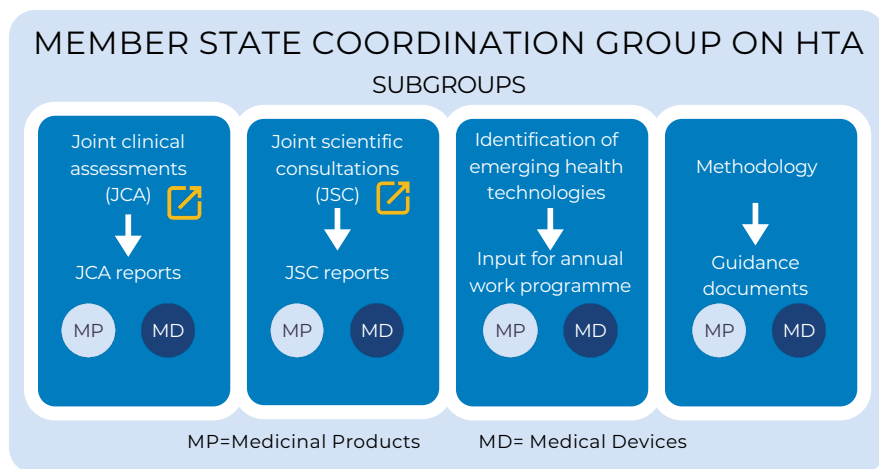 MEMBER STATE COORDINATION GROUP ON HTA
SUBGROUPS
Joint clinical
assessments
(JCA)
JCA reports
MP
MD
Joint scientific
consultations
(JSC)
JSC reports
MP
MD
Identification of
emerging health
technologies
Input for annual
work programme
MP
MD
Methodology
Guidance
documents
MP
MD
MP=Medicinal Products
MD= Medical Devices